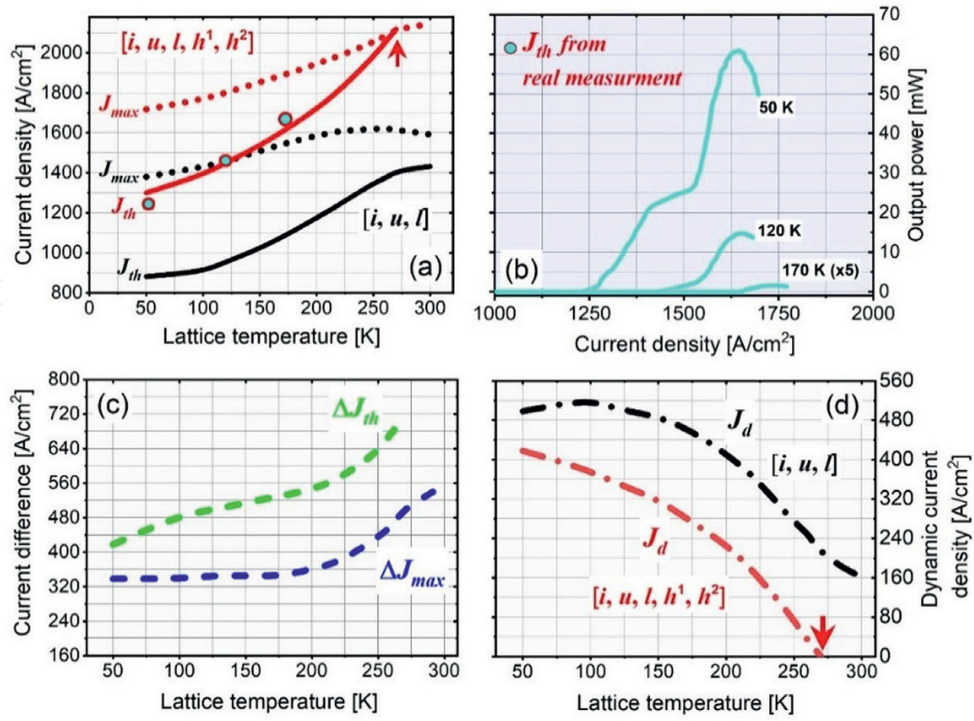 2000
1800
1600
1400
1200
1000
800
Current density [A/cm²]
[i, u, l, h¹, h²]
J_max
J_max
J_th
J_th
[i, u, l]
(a)
0 50 100 150 200 250 300
Lattice temperature [K]
J_th from
real measurment
50 K
120 K
170 K (x5)
(b)
70
60
50
40
30
20
10
0
Output power [mW]
1000 1250 1500 1750 2000
Current density [A/cm²]
800
720
640
560
480
400
320
240
160
Current difference [A/cm²]
(c)
ΔJ_th
ΔJ_max
50 100 150 200 250 300
Lattice temperature [K]
(d)
J_d
[i, u, l]
J_d
[i, u, l, h¹, h²]
560
480
400
320
240
160
80
0
Dynamic current
density [A/cm²]
50 100 150 200 250 300
Lattice temperature [K]